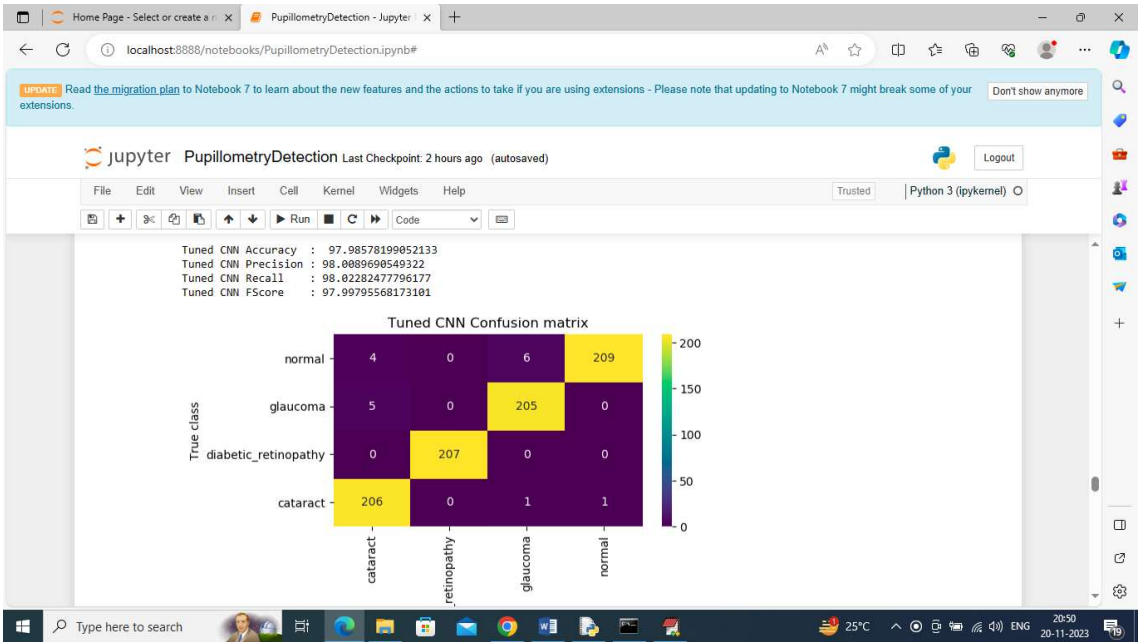 Home Page - Select or create a n
PupillometryDetection - Jupyter
localhost:8888/notebooks/PupillometryDetection.ipynb#
UPDATE Read the migration plan to Notebook 7 to learn about the new features and the actions to take if you are using extensions - Please note that updating to Notebook 7 might break some of your
extensions.
Don't show anymore
jupyter PupillometryDetection Last Checkpoint: 2 hours ago (autosaved)
Logout
File Edit View Insert Cell Kernel Widgets Help
Trusted
Python 3 (ipykernel)
Run
Code
Tuned CNN Accuracy : 97.98578199052133
Tuned CNN Precision : 98.0089690549322
Tuned CNN Recall : 98.02282477796177
Tuned CNN FScore : 97.99795568173101
Tuned CNN Confusion matrix
normal 4 0 6 209
glaucoma 5 0 205 0
diabetic_retinopathy 0 207 0 0
cataract 206 0 1 1
True class
200
150
100
50
0
cataract
_retinopathy
glaucoma
normal
Type here to search
25°C
ENG
20:50
20-11-2023
19